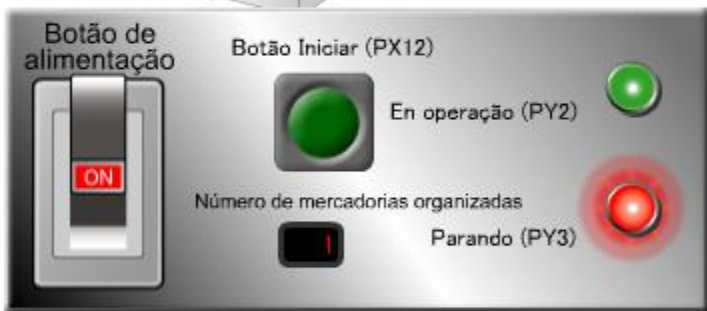 Botão de
alimentação
Botão Iniciar (PX12)
En operação (PY2)
ON
Número de mercadorias organizadas
1
Parando (PY3)